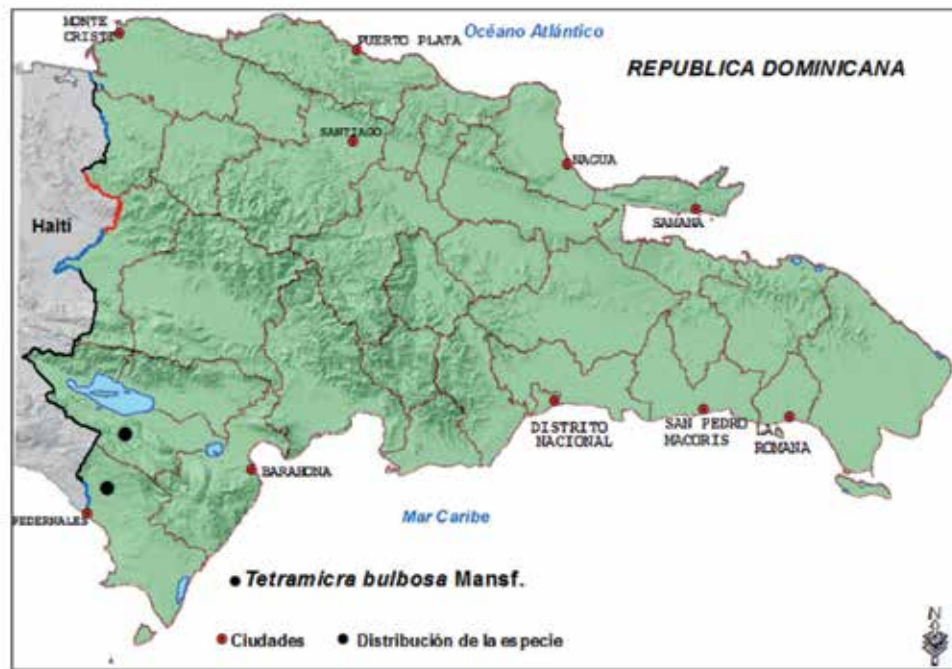 MONTE
CRISTI
PUERTO PLATA
Océano Atlántico
REPUBLICA DOMINICANA
SANTIAGO
NAGUA
SAMANA
Haití
DISTRITO
NACIONAL
SAN PEDRO
MACORIS
LA
ROMANA
BARAHONA
PEDERNALES
Mar Caribe
Tetramicra bulbosa Mansf.
Ciudades
Distribución de la especie
N